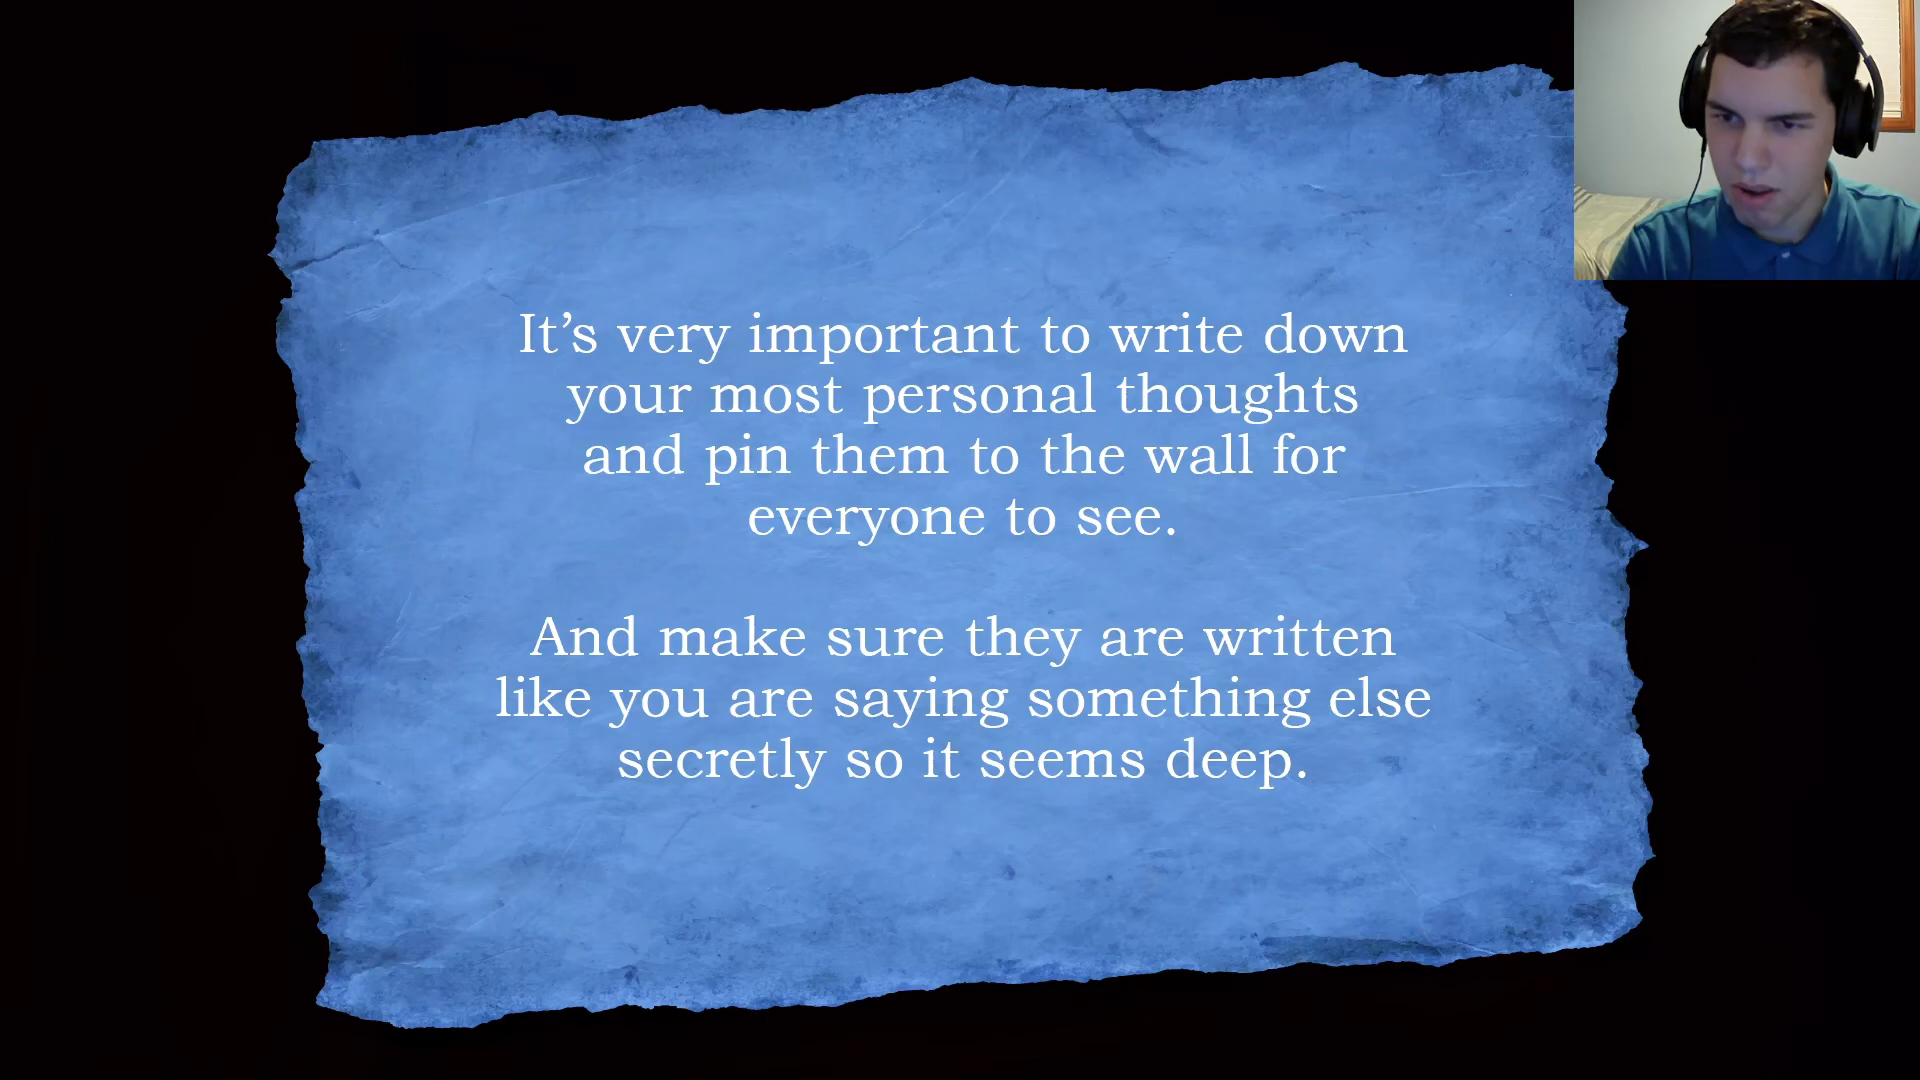 It’s very important to write down
your most personal thoughts
and pin them to the wall for
everyone to see.
And make sure they are written
like you are saying something else
secretly so it seems deep.